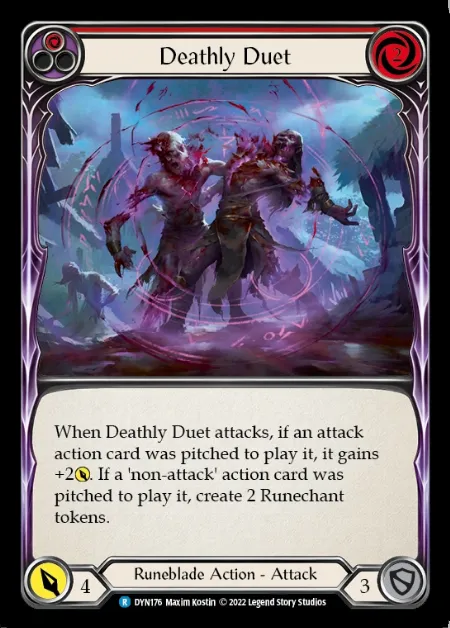 Deathly Duet
2
When Deathly Duet attacks, if an attack
action card was pitched to play it, it gains
+2. If a 'non-attack' action card was
pitched to play it, create 2 Runechant
tokens.
4
Runeblade Action - Attack
3
R DYN176 Maxim Kostin © 2022 Legend Story Studios